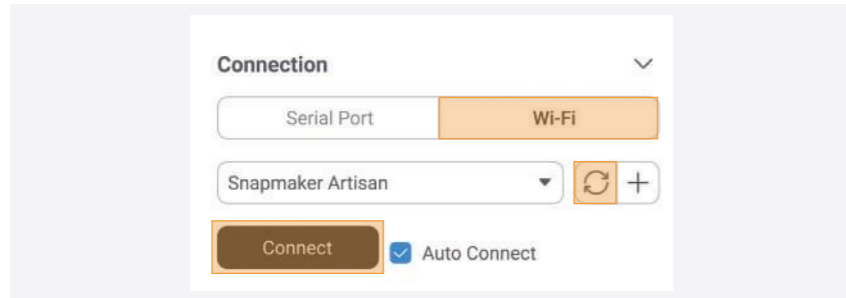 Connection
Serial Port Wi-Fi
Snapmaker Artisan
Connect Auto Connect